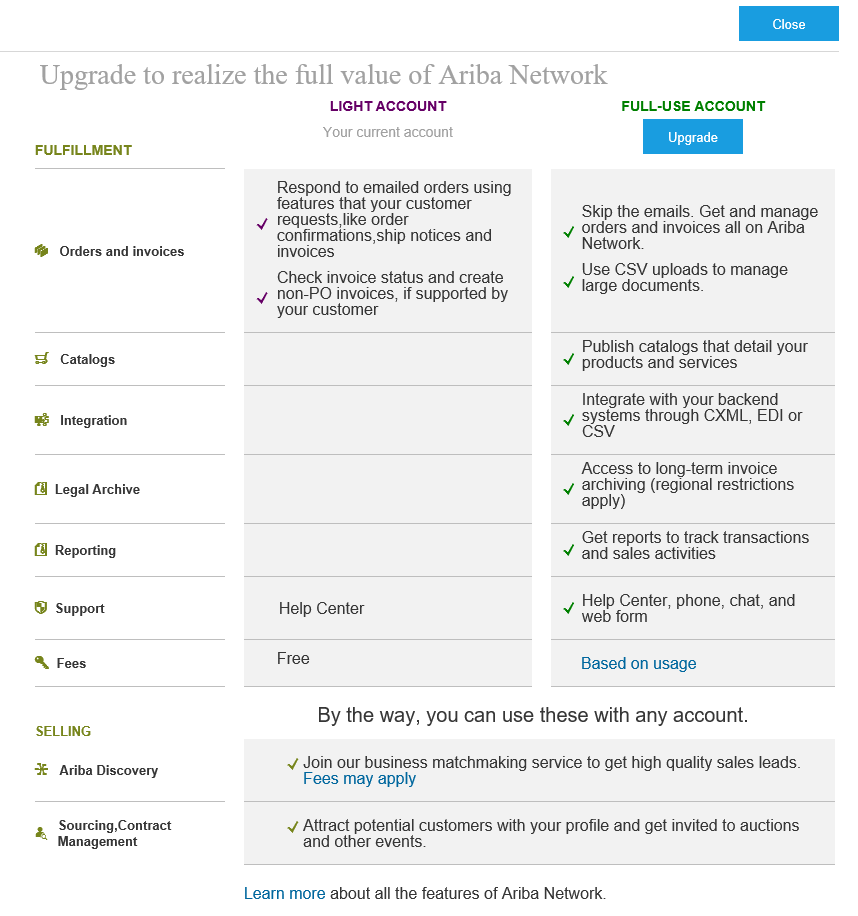 Close
Upgrade to realize the full value of Ariba Network
LIGHT ACCOUNT
FULL-USE ACCOUNT
Your current account
Upgrade
FULFILLMENT
Orders and invoices
Respond to emailed orders using
features that your customer
requests,like order
confirmations,ship notices and
invoices
Check invoice status and create
non-PO invoices, if supported by
your customer
Skip the emails. Get and manage
orders and invoices all on Ariba
Network.
Use CSV uploads to manage
large documents.
Catalogs
Publish catalogs that detail your
products and services
Integration
Integrate with your backend
systems through CXML, EDI or
CSV
Legal Archive
Access to long-term invoice
archiving (regional restrictions
apply)
Reporting
Get reports to track transactions
and sales activities
Support
Help Center
Help Center, phone, chat, and
web form
Fees
Free
Based on usage
By the way, you can use these with any account.
SELLING
Ariba Discovery
Join our business matchmaking service to get high quality sales leads.
Fees may apply
Sourcing,Contract
Management
Attract potential customers with your profile and get invited to auctions
and other events.
Learn more about all the features of Ariba Network.